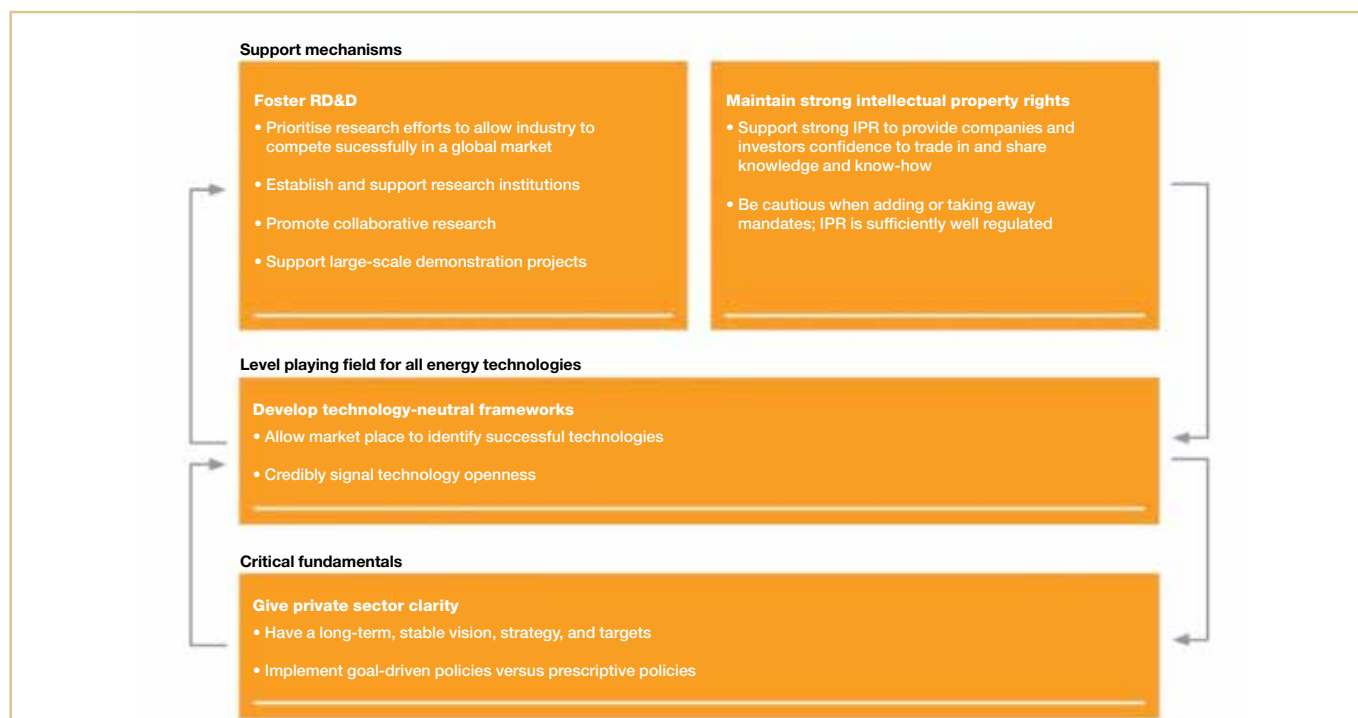 Support mechanisms
Foster RD&D
• Prioritise research efforts to allow industry to
compete sucessfully in a global market
• Establish and support research institutions
• Promote collaborative research
• Support large-scale demonstration projects
Maintain strong intellectual property rights
• Support strong IPR to provide companies and
investors confidence to trade in and share
knowledge and know-how
• Be cautious when adding or taking away
mandates; IPR is sufficiently well regulated
Level playing field for all energy technologies
Develop technology-neutral frameworks
• Allow market place to identify successful technologies
• Credibly signal technology openness
Critical fundamentals
Give private sector clarity
• Have a long-term, stable vision, strategy, and targets
• Implement goal-driven policies versus prescriptive policies